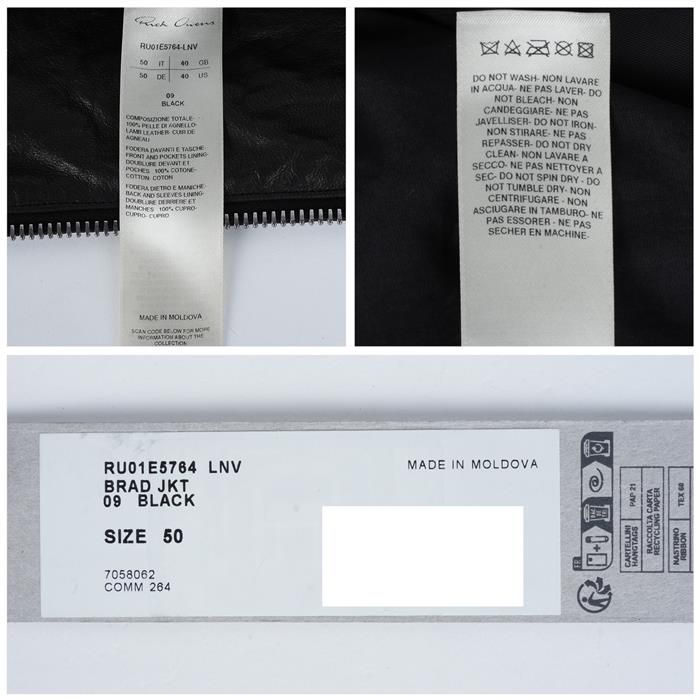 Rick Owens
RU01E5764-LNV
50 IT 40 GB
50 DE 40 US
09
BLACK
COMPOSIZIONE TOTALE-
100% PELLE DI AGNELLO-
LAMB LEATHER- CUIR DE
AGNEAU
FODERA DAVANTI E TASCHE-
FRONT AND POCKETS LINING-
DOUBLURE DEVANT ET
POCHES 100% COTONE-
COTTON- COTON
FODERA DIETRO E MANICHE-
BACK AND SLEEVES LINING-
DOUBLURE DERRIERE ET
MANCHES 100% CUPRO-
CUPRO- CUPRO
MADE IN MOLDOVA
SCAN CODE BELOW FOR MORE
INFORMATION ABOUT THE
COLLECTION
DO NOT WASH- NON LAVARE
IN ACQUA- NE PAS LAVER- DO
NOT BLEACH- NON
CANDEGGIARE- NE PAS
JAVELLISER- DO NOT IRON-
NON STIRARE- NE PAS
REPASSER- DO NOT DRY
CLEAN- NON LAVARE A
SECCO- NE PAS NETTOYER A
SEC- DO NOT SPIN DRY - DO
NOT TUMBLE DRY- NON
CENTRIFUGARE - NON
ASCIUGARE IN TAMBURO- NE
PAS ESSORER - NE PAS
SECHER EN MACHINE-
RU01E5764 LNV
BRAD JKT
09 BLACK
MADE IN MOLDOVA
SIZE 50
7058062
COMM 264
FR
CARTELLINI
HANGTAGS
PAP 21
RACCOLTA CARTA
RECYCLING PAPER
NASTRINO
RIBBON
TEX 60